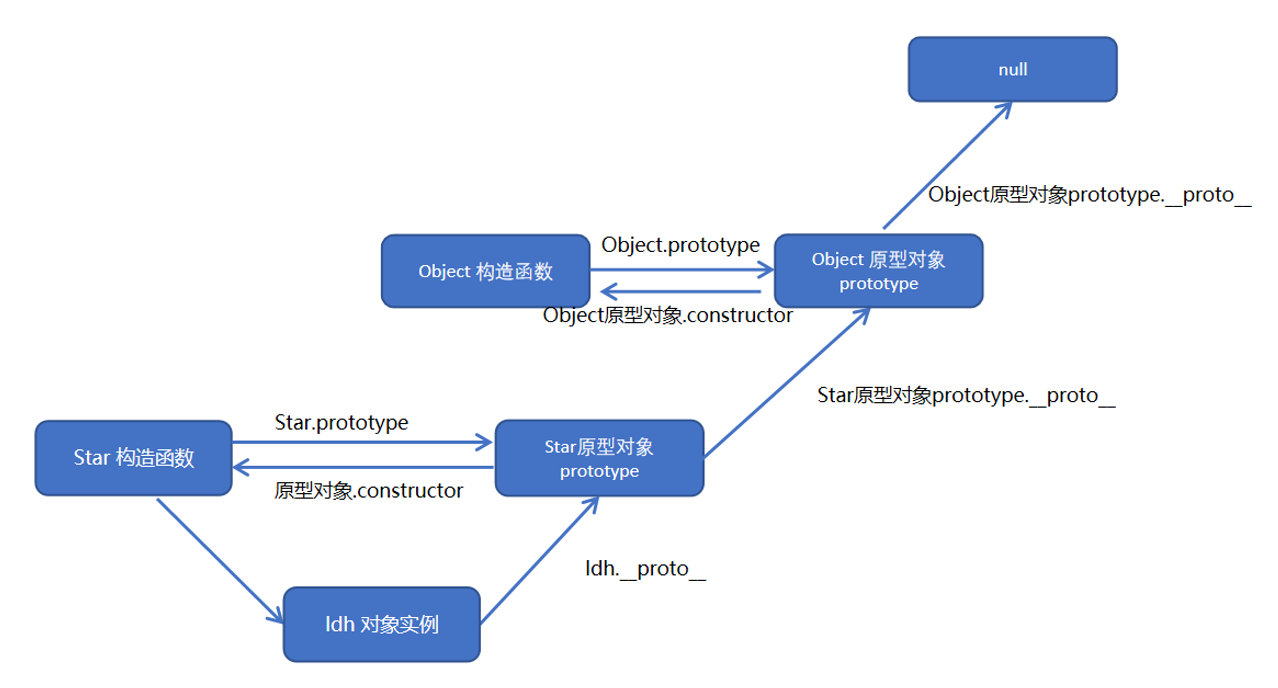 null
Object原型对象prototype.__proto__
Object.prototype
Object 构造函数
Object 原型对象
prototype
Object原型对象.constructor
Star原型对象prototype.__proto__
Star.prototype
Star 构造函数
Star原型对象
prototype
原型对象.constructor
ldh.__proto__
ldh 对象实例